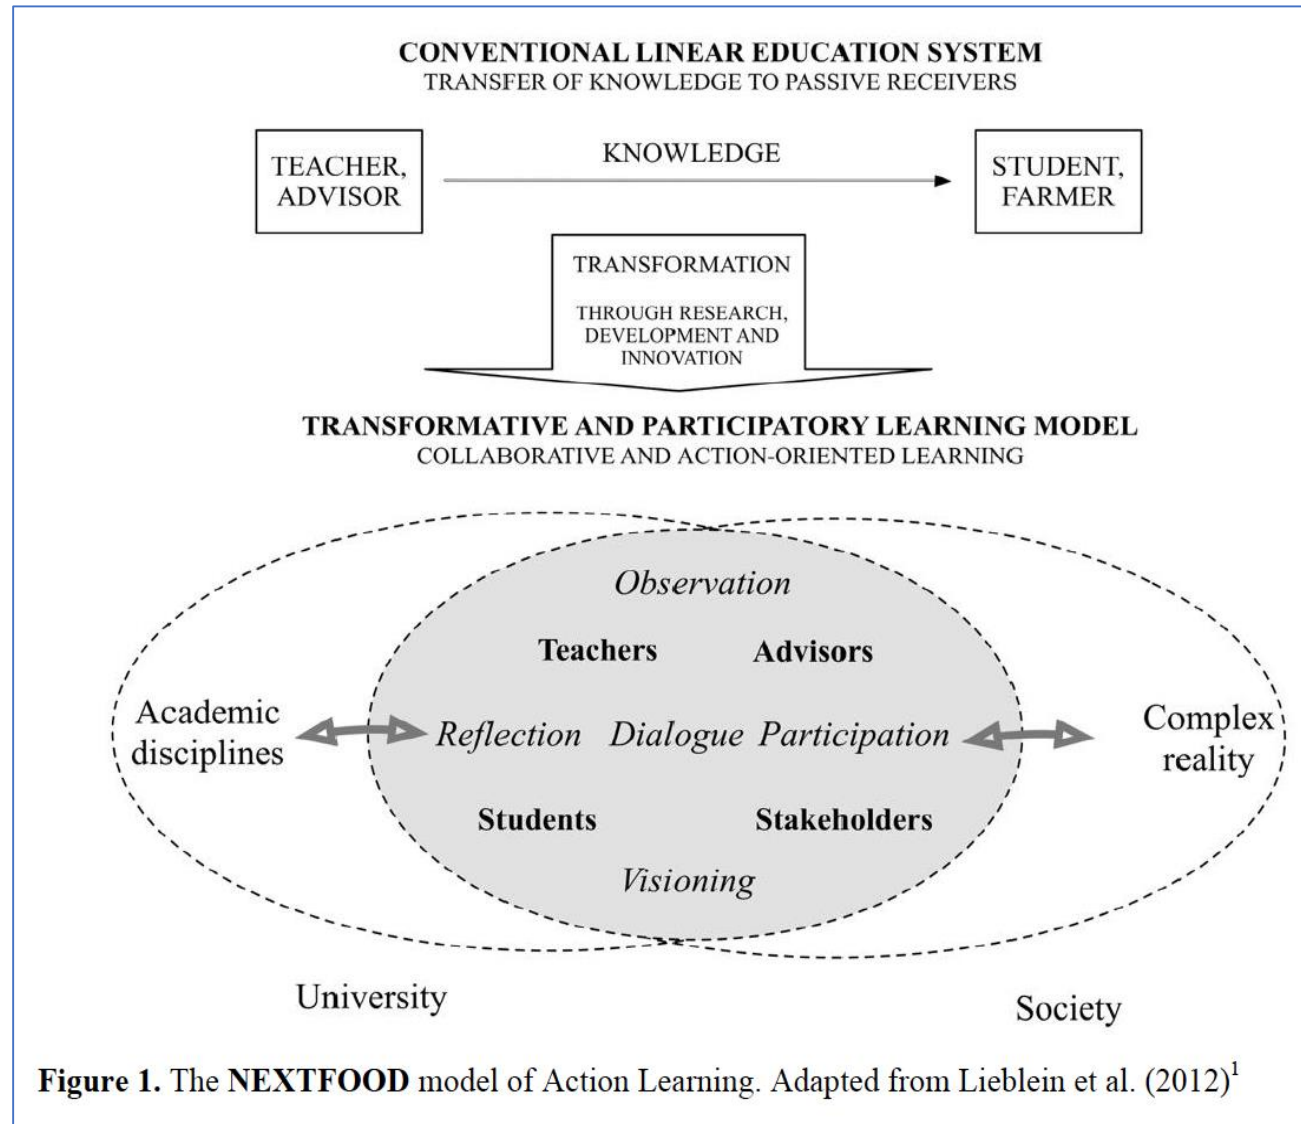 CONVENTIONAL LINEAR EDUCATION SYSTEM
TRANSFER OF KNOWLEDGE TO PASSIVE RECEIVERS
TEACHER,
ADVISOR
KNOWLEDGE
STUDENT,
FARMER
TRANSFORMATION
THROUGH RESEARCH,
DEVELOPMENT AND
INNOVATION
TRANSFORMATIVE AND PARTICIPATORY LEARNING MODEL
COLLABORATIVE AND ACTION-ORIENTED LEARNING
Observation
Teachers Advisors
Academic
disciplines
Reflection Dialogue Participation
Complex
reality
Students Stakeholders
Visioning
University
Society
Figure 1. The NEXTFOOD model of Action Learning. Adapted from Lieblein et al. (2012)¹